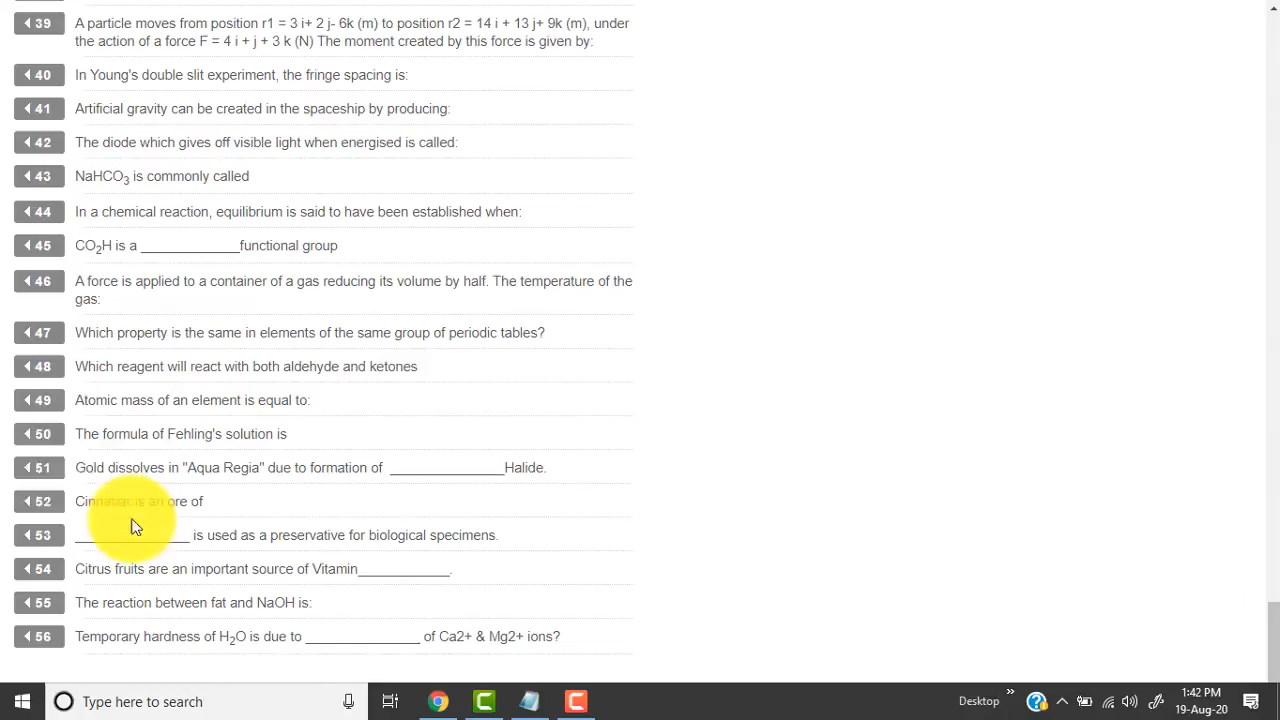 39 A particle moves from position r1 = 3 i+ 2 j- 6k (m) to position r2 = 14 i + 13 j+ 9k (m), under
the action of a force F = 4 i + j + 3 k (N) The moment created by this force is given by:
40 In Young's double slit experiment, the fringe spacing is:
41 Artificial gravity can be created in the spaceship by producing:
42 The diode which gives off visible light when energised is called:
43 NaHCO3 is commonly called
44 In a chemical reaction, equilibrium is said to have been established when:
45 CO2H is a _____________functional group
46 A force is applied to a container of a gas reducing its volume by half. The temperature of the
gas:
47 Which property is the same in elements of the same group of periodic tables?
48 Which reagent will react with both aldehyde and ketones
49 Atomic mass of an element is equal to:
50 The formula of Fehling's solution is
51 Gold dissolves in "Aqua Regia" due to formation of _______________Halide.
52 is an ore of
53 _______________ is used as a preservative for biological specimens.
54 Citrus fruits are an important source of Vitamin____________.
55 The reaction between fat and NaOH is:
56 Temporary hardness of H2O is due to _______________ of Ca2+ & Mg2+ ions?
Type here to search
Desktop
1:42 PM
19-Aug-20